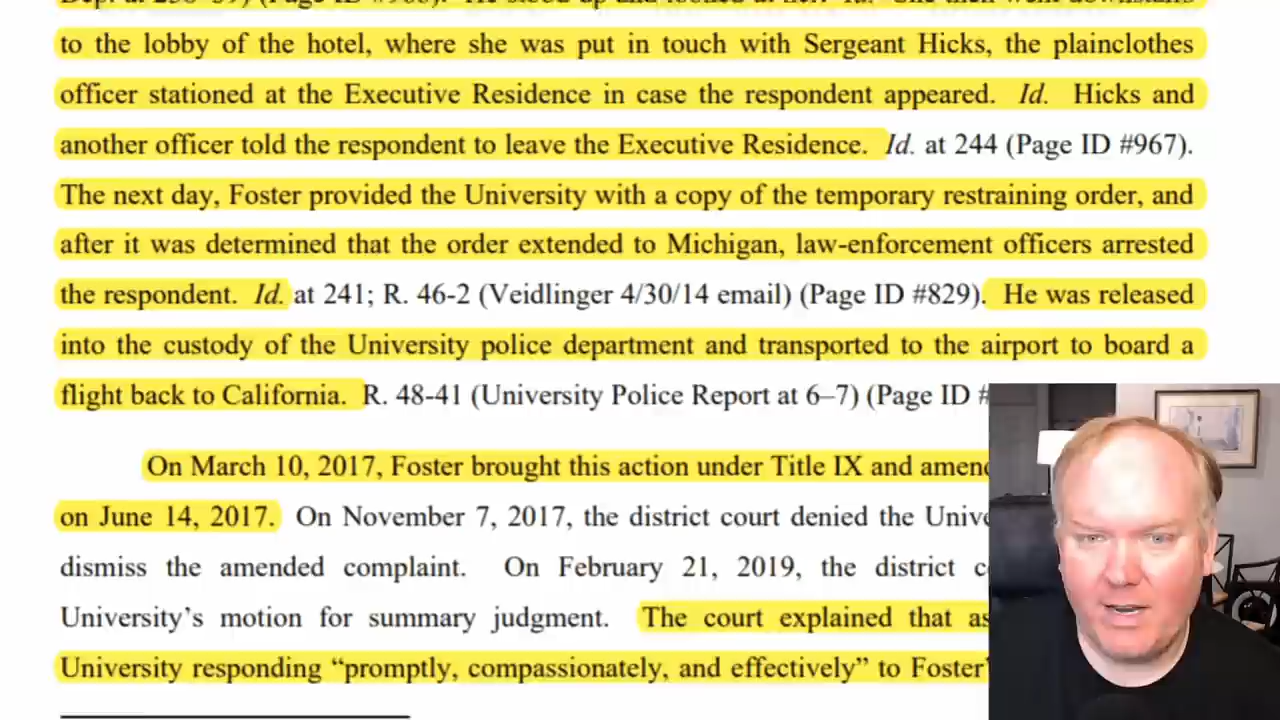 to the lobby of the hotel, where she was put in touch with Sergeant Hicks, the plainclothes
officer stationed at the Executive Residence in case the respondent appeared. Id. Hicks and
another officer told the respondent to leave the Executive Residence. Id. at 244 (Page ID #967).
The next day, Foster provided the University with a copy of the temporary restraining order, and
after it was determined that the order extended to Michigan, law-enforcement officers arrested
the respondent. Id. at 241; R. 46-2 (Veidlinger 4/30/14 email) (Page ID #829). He was released
into the custody of the University police department and transported to the airport to board a
flight back to California. R. 48-41 (University Police Report at 6–7) (Page ID #
On March 10, 2017, Foster brought this action under Title IX and
on June 14, 2017. On November 7, 2017, the district court denied the
dismiss the amended complaint. On February 21, 2019, the district
University's motion for summary judgment. The court explained that
University responding “promptly, compassionately, and effectively” to